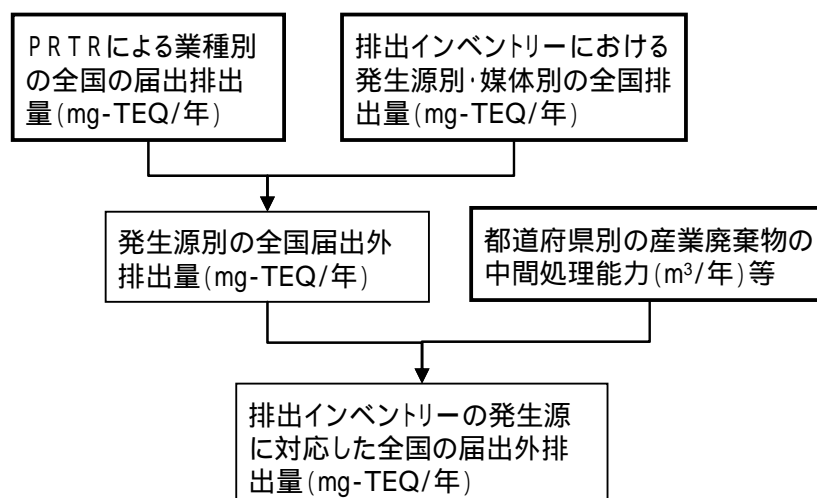 PRTRによる業種別
の全国の届出排出
量(mg-TEQ/年)
排出インベントリーにおける
発生源別・媒体別の全国排
出量(mg-TEQ/年)
発生源別の全国届出外
排出量(mg-TEQ/年)
都道府県別の産業廃棄物の
中間処理能力(m³/年)等
排出インベントリーの発生源
に対応した全国の届出外排
出量(mg-TEQ/年)